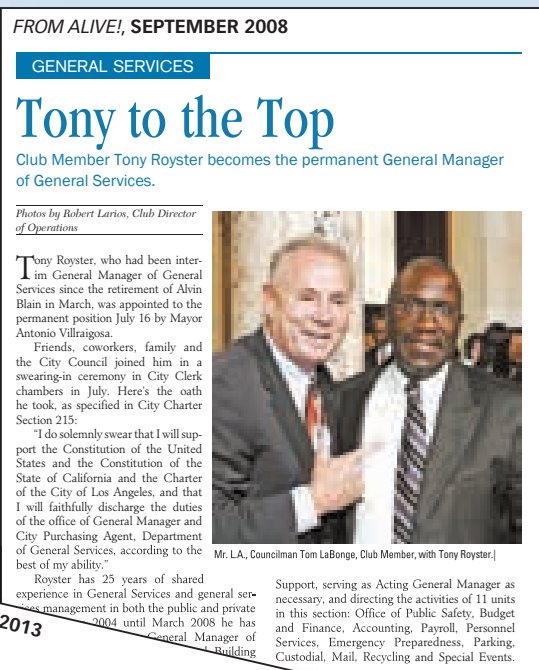 FROM ALIVE!, SEPTEMBER 2008
GENERAL SERVICES
Tony to the Top
Club Member Tony Royster becomes the permanent General Manager
of General Services.
Photos by Robert Larios, Club Director
of Operations
Tony Royster, who had been inter-
im General Manager of General
Services since the retirement of Alvin
Blain in March, was appointed to the
permanent position July 16 by Mayor
Antonio Villraigosa.
Friends, coworkers, family and
the City Council joined him in a
swearing-in ceremony in City Clerk
chambers in July. Here's the oath
he took, as specified in City Charter
Section 215:
“I do solemnly swear that I will sup-
port the Constitution of the United
States and the Constitution of the
State of California and the Charter
of the City of Los Angeles, and that
I will faithfully discharge the duties
of the office of General Manager and
City Purchasing Agent, Department
of General Services, according to the
best of my ability.”
Royster has 25 years of shared
experience in General Services and general ser-
management in both the public and private
2004 until March 2008 he has
General Manager of
Building
2013
Mr. L.A., Councilman Tom LaBonge, Club Member, with Tony Royster.|
Support, serving as Acting General Manager as
necessary, and directing the activities of 11 units
in this section: Office of Public Safety, Budget
and Finance, Accounting, Payroll, Personnel
Services, Emergency Preparedness, Parking,
Custodial, Mail, Recycling and Special Events.